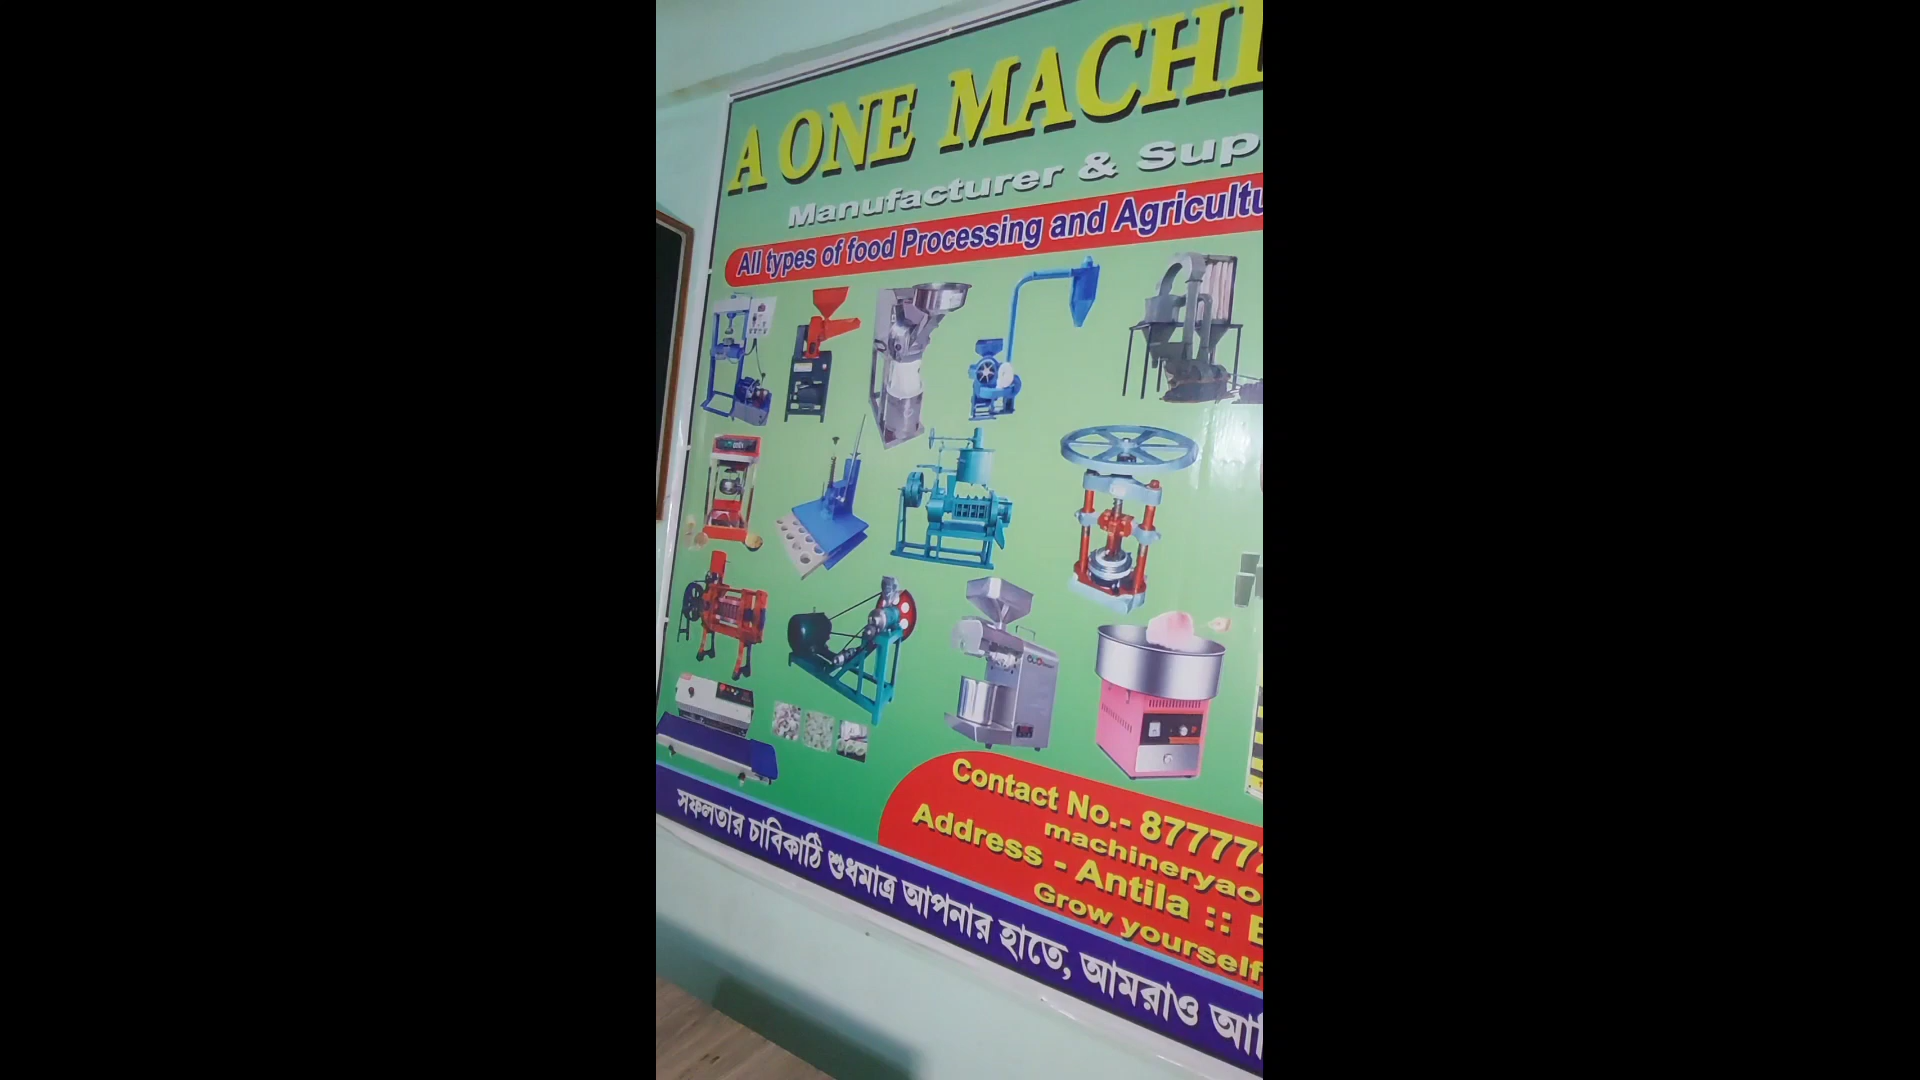 A ONE MACHI
Manufacturer & Sup
All types of food Processing and Agricultu
Contact No.- 87777
machineryao
Address - Antila :: E
Grow yourself
সফলতার চাবিকাঠি শুধমাত্র আপনার হাতে, আমরাও আ